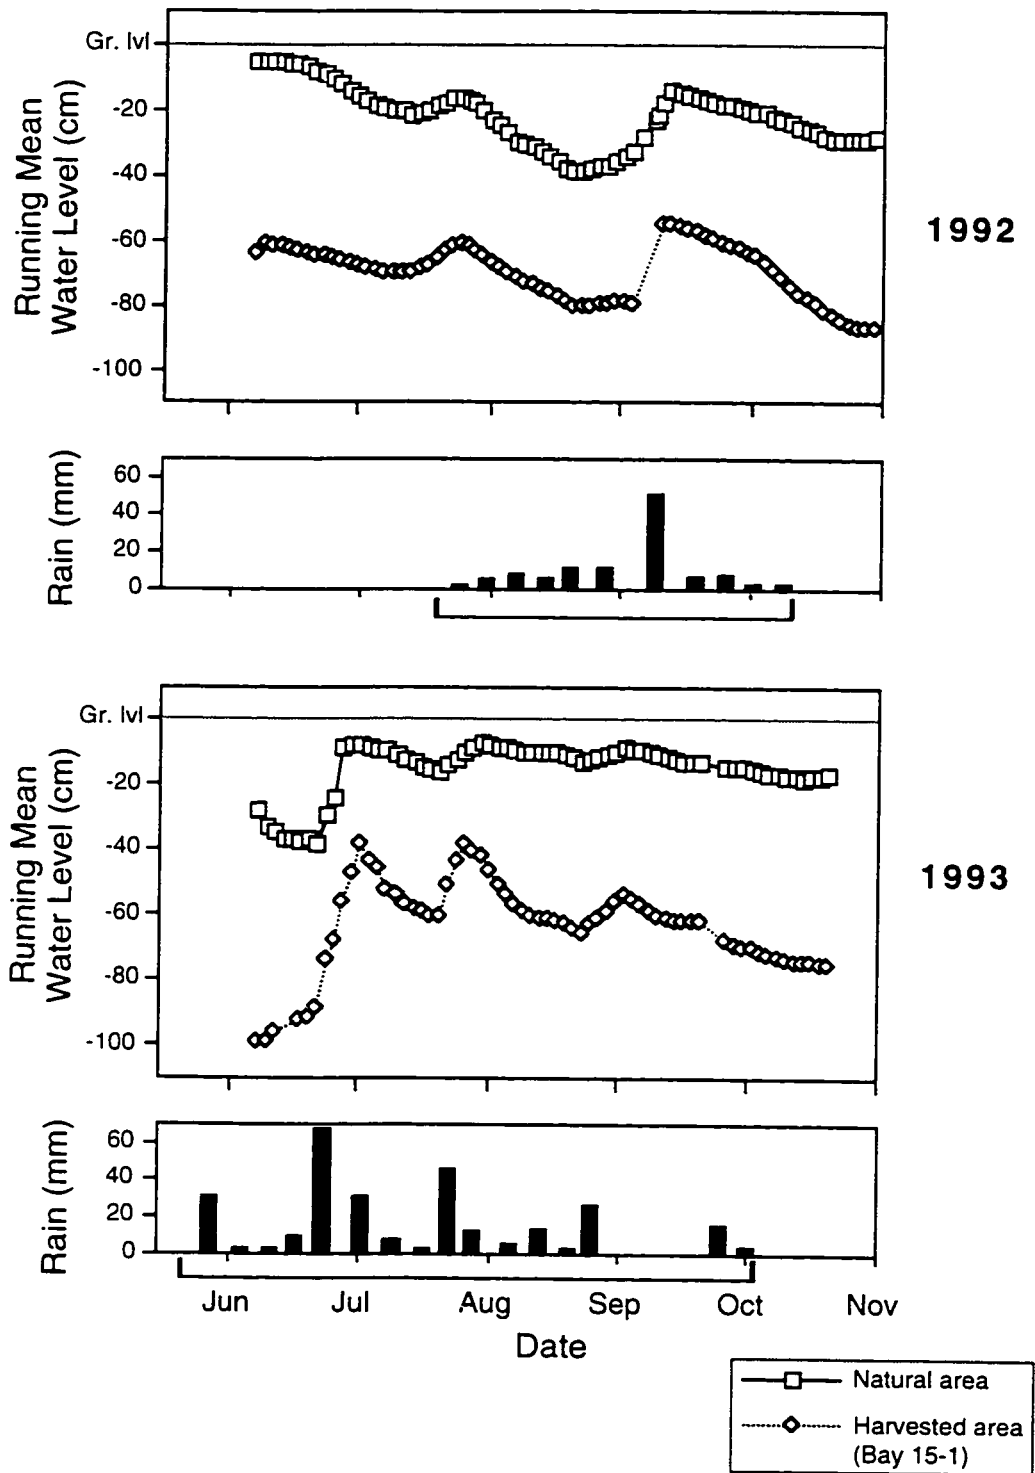 Gr. lvl
-20
-40
-60
-80
-100
Running Mean
Water Level (cm)
1992
60
40
20
0
Rain (mm)
Gr. lvl
-20
-40
-60
-80
-100
Running Mean
Water Level (cm)
1993
60
40
20
0
Rain (mm)
Jun Jul Aug Sep Oct Nov
Date
Natural area
Harvested area
(Bay 15-1)